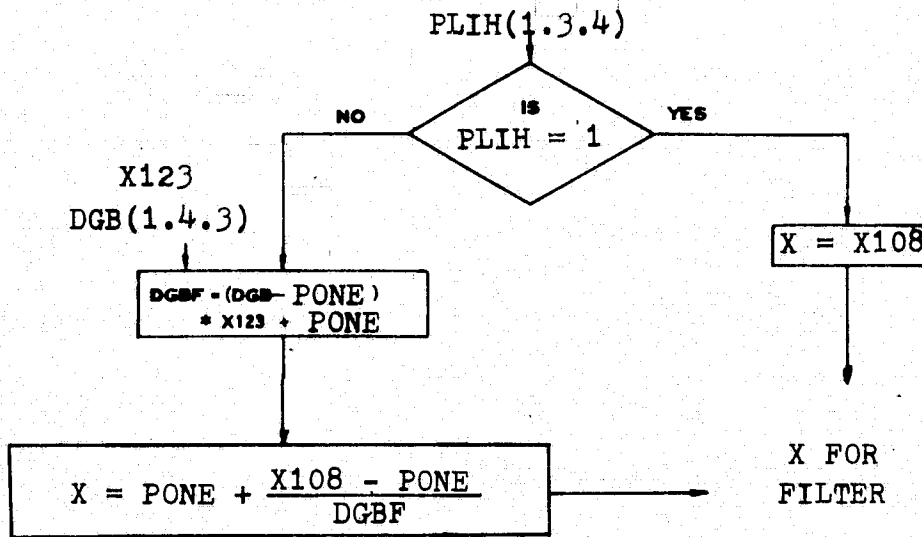 PLIH(1.3.4)
IS
PLIH = 1
NO
YES
X123
DGB(1.4.3)
X = X108
DGBF = (DGB- PONE )
* X123 + PONE
X = PONE + X108 - PONE
DGBF
X FOR
FILTER